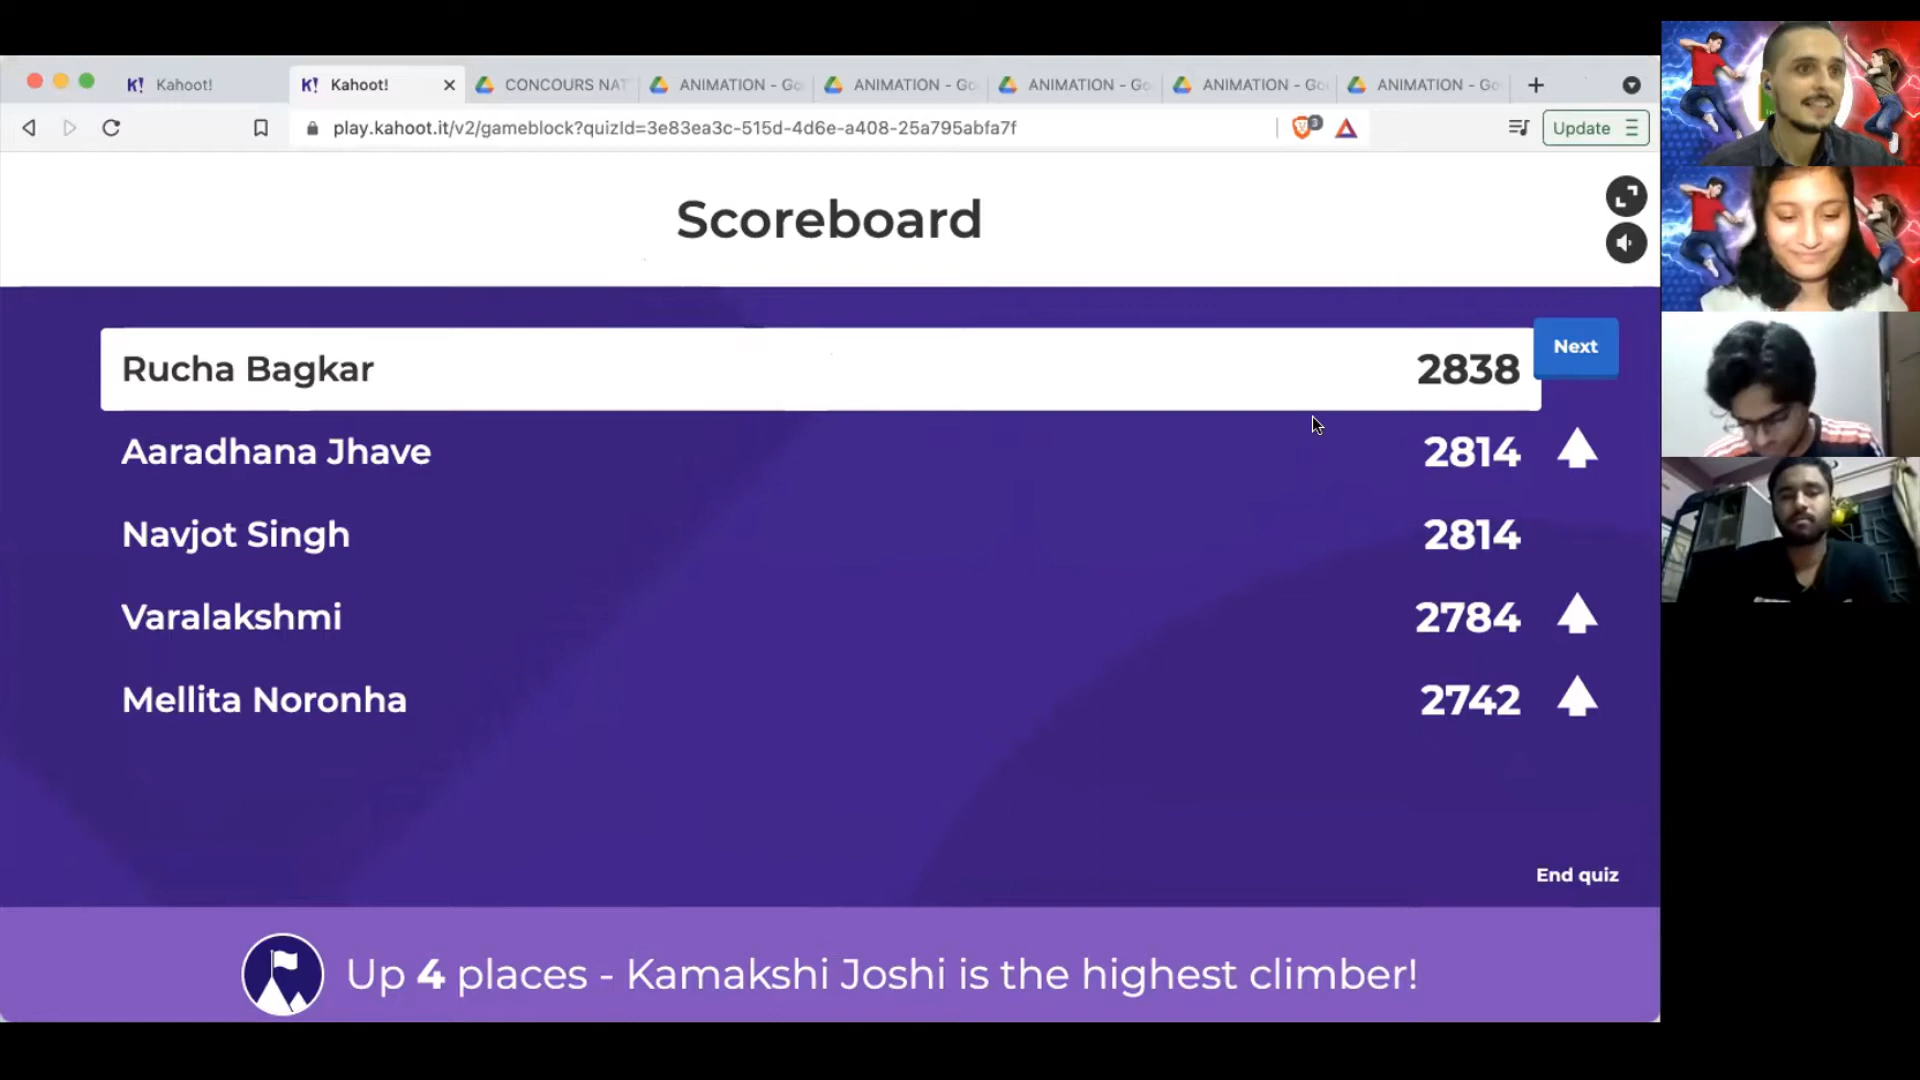 K! Kahoot!
K! Kahoot!
CONCOURS NAT
ANIMATION - Go
ANIMATION - Go
ANIMATION - Go
ANIMATION - Go
ANIMATION - Go
play.kahoot.it/v2/gameblock?quizId=3e83ea3c-515d-4d6e-a408-25a795abfa7f
3
Update
Scoreboard
Rucha Bagkar 2838
Next
Aaradhana Jhave 2814
Navjot Singh 2814
Varalakshmi 2784
Mellita Noronha 2742
End quiz
Up 4 places - Kamakshi Joshi is the highest climber!